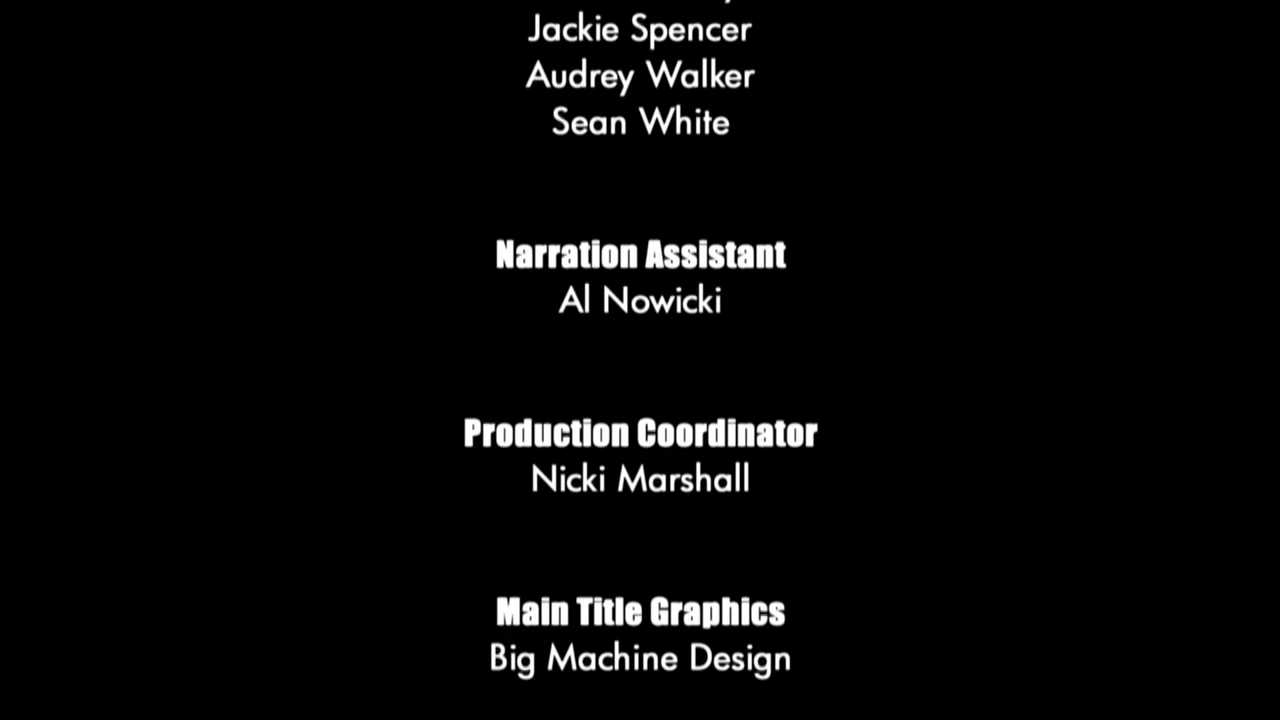 Jackie Spencer
Audrey Walker
Sean White
Narration Assistant
Al Nowicki
Production Coordinator
Nicki Marshall
Main Title Graphics
Big Machine Design